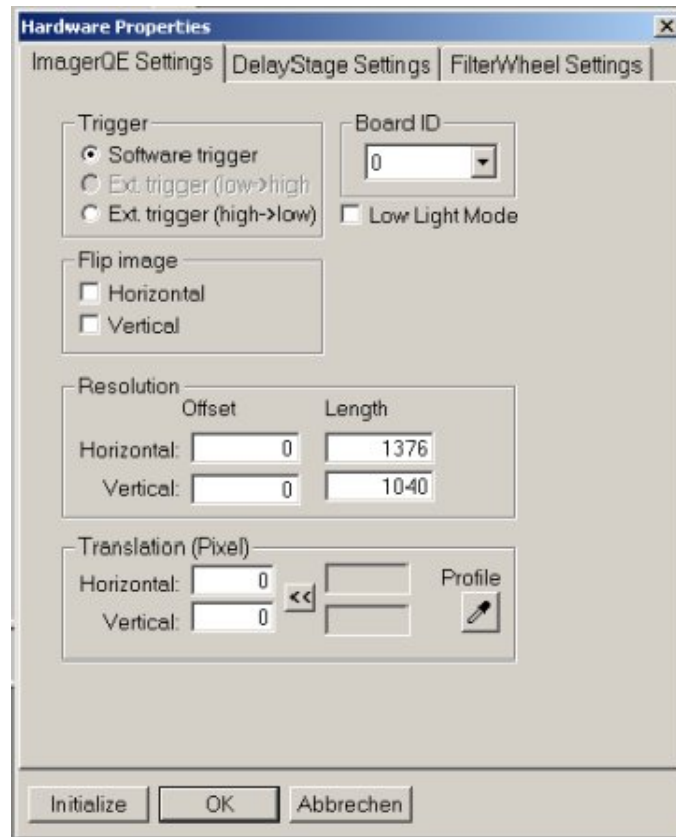 Hardware Properties
ImagerQE Settings DelayStage Settings FilterWheel Settings
Trigger
Software trigger
Ext. trigger (low->high
Ext. trigger (high->low)
Board ID
0
Low Light Mode
Flip image
Horizontal
Vertical
Resolution
Offset Length
Horizontal: 0 1376
Vertical: 0 1040
Translation (Pixel)
Horizontal: 0
Vertical: 0
<<
Profile
Initialize OK Abbrechen